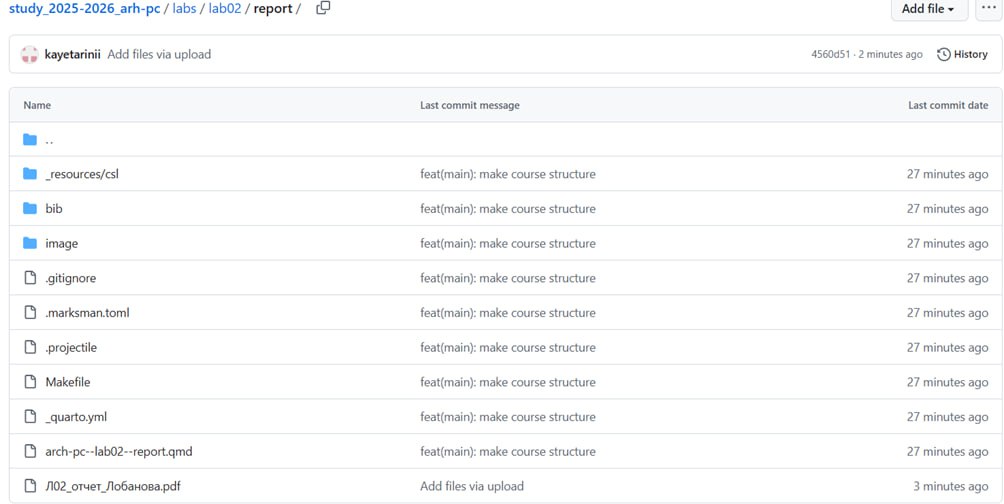 study_2025-2026_arh-pc / labs / lab02 / report / Add file
kayetarinii Add files via upload 4560d51 · 2 minutes ago History
Name Last commit message Last commit date
..
_resources/csl feat(main): make course structure 27 minutes ago
bib feat(main): make course structure 27 minutes ago
image feat(main): make course structure 27 minutes ago
.gitignore feat(main): make course structure 27 minutes ago
.marksman.toml feat(main): make course structure 27 minutes ago
.projectile feat(main): make course structure 27 minutes ago
Makefile feat(main): make course structure 27 minutes ago
_quarto.yml feat(main): make course structure 27 minutes ago
arch-pc--lab02--report.qmd feat(main): make course structure 27 minutes ago
Л02_отчет_Лобанова.pdf Add files via upload 3 minutes ago